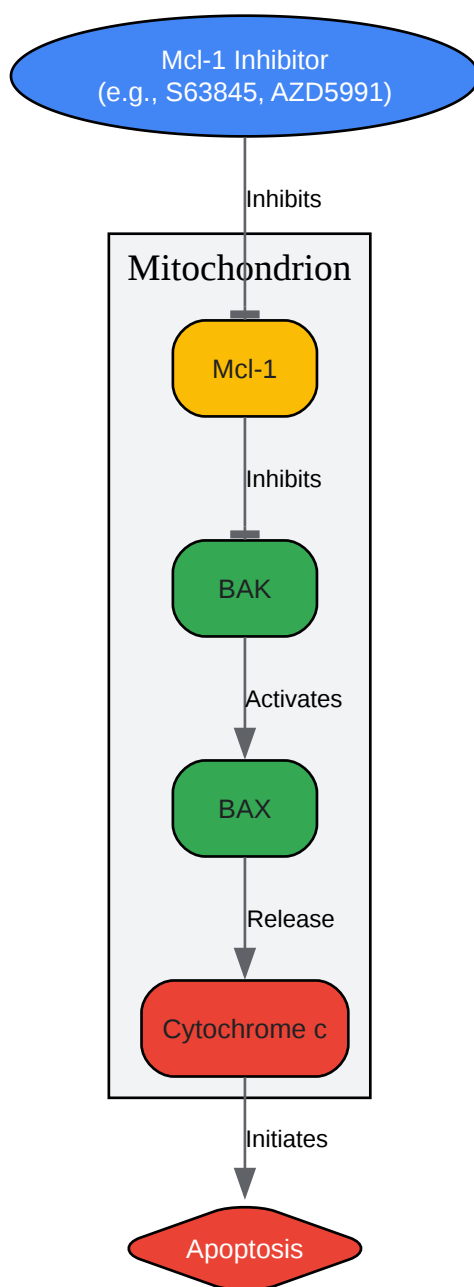 Mcl-1 Inhibitor
(e.g., S63845, AZD5991)
Inhibits
Mitochondrion
Mcl-1
Inhibits
BAK
Activates
BAX
Release
Cytochrome c
Initiates
Apoptosis